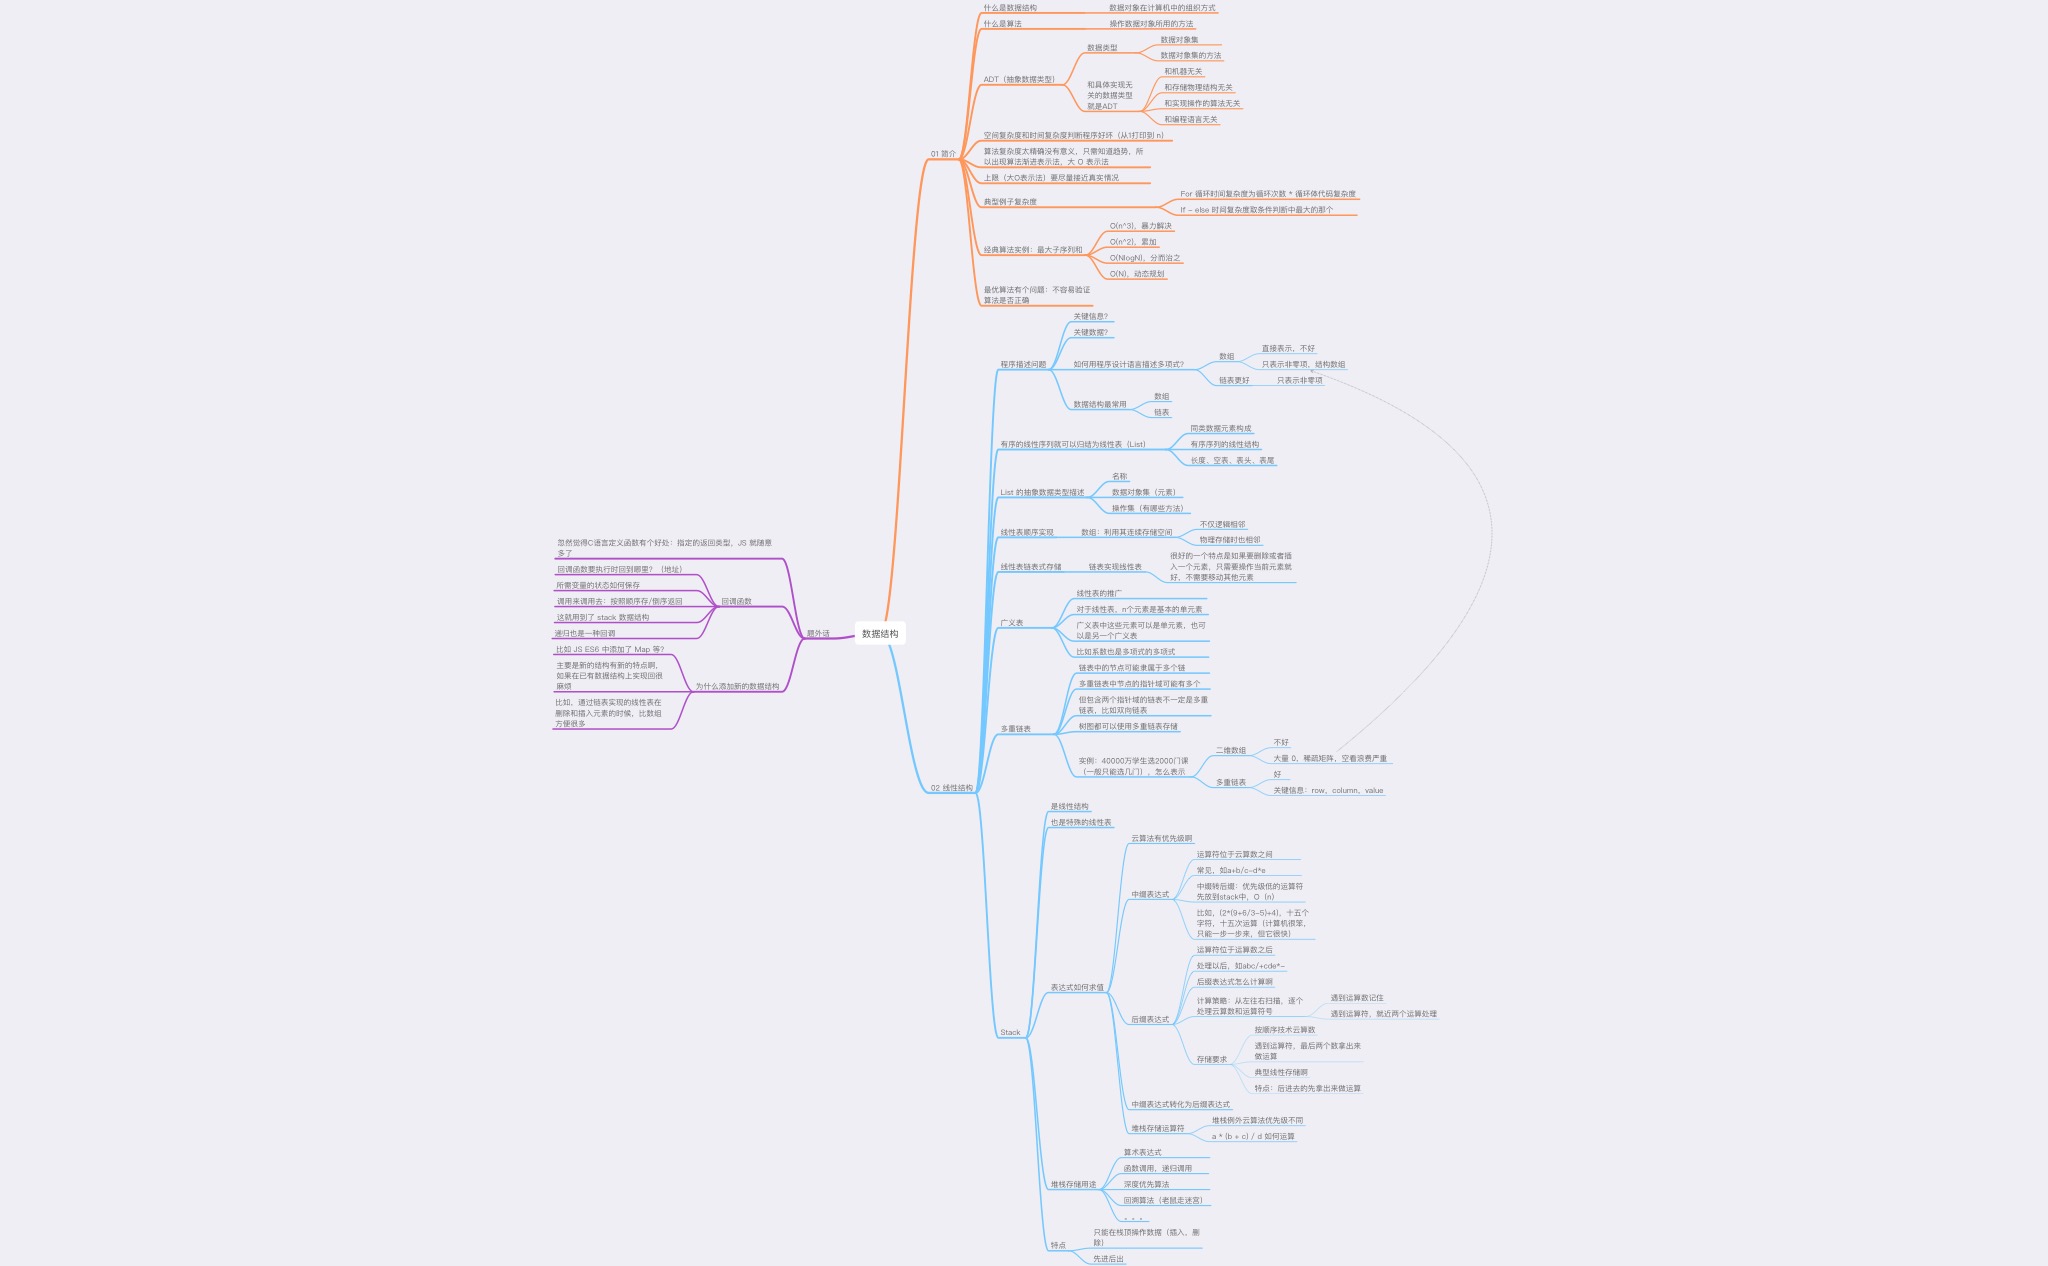 什么是数据结构
数据对象在计算机中的组织方式
什么是算法
操作数据对象所用的方法
ADT（抽象数据类型）
数据类型
数据对象集
数据对象集的方法
和具体实现无
关的数据类型
就是ADT
和机器无关
和存储物理结构无关
和实现操作的算法无关
和编程语言无关
01 简介
空间复杂度和时间复杂度判断程序好坏（从1打印到 n）
算法复杂度太精确没有意义，只需知道趋势，所
以出现算法渐进表示法，大 O 表示法
上限（大O表示法）要尽量接近真实情况
典型例子复杂度
For 循环时间复杂度为循环次数 * 循环体代码复杂度
If - else 时间复杂度取条件判断中最大的那个
经典算法实例：最大子序列和
O(n^3)，暴力解决
O(n^2)，累加
O(NlogN)，分而治之
O(N)，动态规划
最优算法有个问题：不容易验证
算法是否正确
程序描述问题
关键信息？
关键数据？
如何用程序设计语言描述多项式？
数组
直接表示，不好
只表示非零项，结构数组
链表更好
只表示非零项
数据结构最常用
数组
链表
有序的线性序列就可以归结为线性表（List）
同类数据元素构成
有序序列的线性结构
长度、空表、表头、表尾
List 的抽象数据类型描述
名称
数据对象集（元素）
操作集（有哪些方法）
线性表顺序实现
数组：利用其连续存储空间
不仅逻辑相邻
物理存储时也相邻
线性表链表式存储
链表实现线性表
很好的一个特点是如果要删除或者插
入一个元素，只需要操作当前元素就
好，不需要移动其他元素
广义表
线性表的推广
对于线性表，n个元素是基本的单元素
广义表中这些元素可以是单元素，也可
以是另一个广义表
比如系数也是多项式的多项式
多重链表
链表中的节点可能隶属于多个链
多重链表中节点的指针域可能有多个
但包含两个指针域的链表不一定是多重
链表，比如双向链表
树图都可以使用多重链表存储
实例：40000万学生选2000门课
（一般只能选几门），怎么表示
二维数组
不好
大量 0，稀疏矩阵，空看浪费严重
多重链表
好
关键信息：row，column，value
02 线性结构
Stack
是线性结构
也是特殊的线性表
表达式如何求值
云算法有优先级啊
中缀表达式
运算符位于云算数之间
常见，如a+b/c-d*e
中缀转后缀：优先级低的运算符
先放到stack中，O（n）
比如，(2*(9+6/3-5)+4)，十五个
字符，十五次运算（计算机很笨，
只能一步一步来，但它很快）
后缀表达式
运算符位于运算数之后
处理以后，如abc/+cde*-
后缀表达式怎么计算啊
计算策略：从左往右扫描，逐个
处理云算数和运算符号
遇到运算数记住
遇到运算符，就近两个运算处理
存储要求
按顺序技术云算数
遇到运算符，最后两个数拿出来
做运算
典型线性存储啊
特点：后进去的先拿出来做运算
中缀表达式转化为后缀表达式
堆栈存储运算符
堆栈例外云算法优先级不同
a * (b + c) / d 如何运算
堆栈存储用途
算术表达式
函数调用，递归调用
深度优先算法
回溯算法（老鼠走迷宫）
。。。
特点
只能在栈顶操作数据（插入，删
除）
先进后出
数据结构
题外话
忽然觉得C语言定义函数有个好处：指定的返回类型，JS 就随意
多了
回调函数
回调函数要执行时回到哪里？（地址）
所需变量的状态如何保存
调用来调用去：按照顺序存/倒序返回
这就用到了 stack 数据结构
递归也是一种回调
为什么添加新的数据结构
比如 JS ES6 中添加了 Map 等？
主要是新的结构有新的特点啊，
如果在已有数据结构上实现回很
麻烦
比如，通过链表实现的线性表在
删除和插入元素的时候，比数组
方便很多